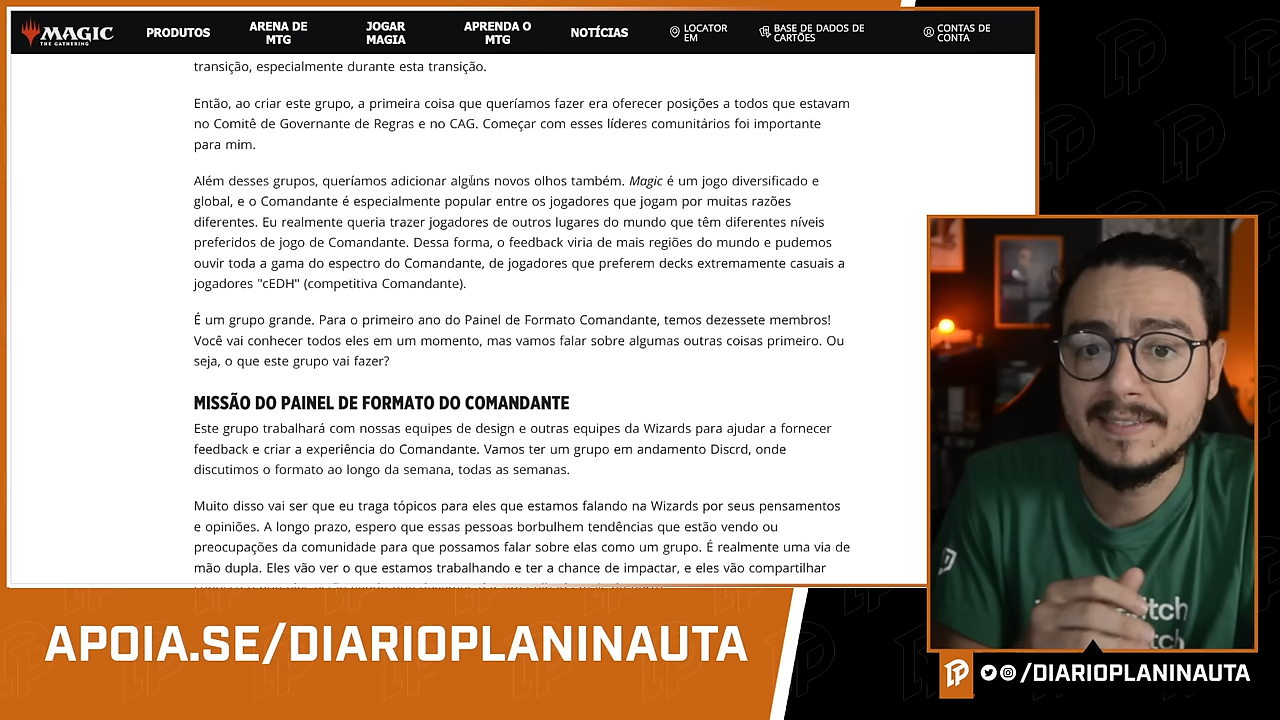 MAGIC
THE GATHERING
PRODUTOS
ARENA DE
MTG
JOGAR
MAGIA
APRENDA O
MTG
NOTÍCIAS
LOCATOR
EM
BASE DE DADOS DE
CARTÕES
CONTAS DE
CONTA
transição, especialmente durante esta transição.
Então, ao criar este grupo, a primeira coisa que queríamos fazer era oferecer posições a todos que estavam
no Comitê de Governante de Regras e no CAG. Começar com esses líderes comunitários foi importante
para mim.
Além desses grupos, queríamos adicionar alguns novos olhos também. Magic é um jogo diversificado e
global, e o Comandante é especialmente popular entre os jogadores que jogam por muitas razões
diferentes. Eu realmente queria trazer jogadores de outros lugares do mundo que têm diferentes níveis
preferidos de jogo de Comandante. Dessa forma, o feedback viria de mais regiões do mundo e pudemos
ouvir toda a gama do espectro do Comandante, de jogadores que preferem decks extremamente casuais a
jogadores "cEDH" (competitiva Comandante).
É um grupo grande. Para o primeiro ano do Painel de Formato Comandante, temos dezessete membros!
Você vai conhecer todos eles em um momento, mas vamos falar sobre algumas outras coisas primeiro. Ou
seja, o que este grupo vai fazer?
MISSÃO DO PAINEL DE FORMATO DO COMANDANTE
Este grupo trabalhará com nossas equipes de design e outras equipes da Wizards para ajudar a fornecer
feedback e criar a experiência do Comandante. Vamos ter um grupo em andamento Discrd, onde
discutimos o formato ao longo da semana, todas as semanas.
Muito disso vai ser que eu traga tópicos para eles que estamos falando na Wizards por seus pensamentos
e opiniões. A longo prazo, espero que essas pessoas borbulhem tendências que estão vendo ou
preocupações da comunidade para que possamos falar sobre elas como um grupo. É realmente uma via de
mão dupla. Eles vão ver o que estamos trabalhando e ter a chance de impactar, e eles vão compartilhar
APOIA.SE/DIARIOPLANINAUTA
/DIARIOPLANINAUTA